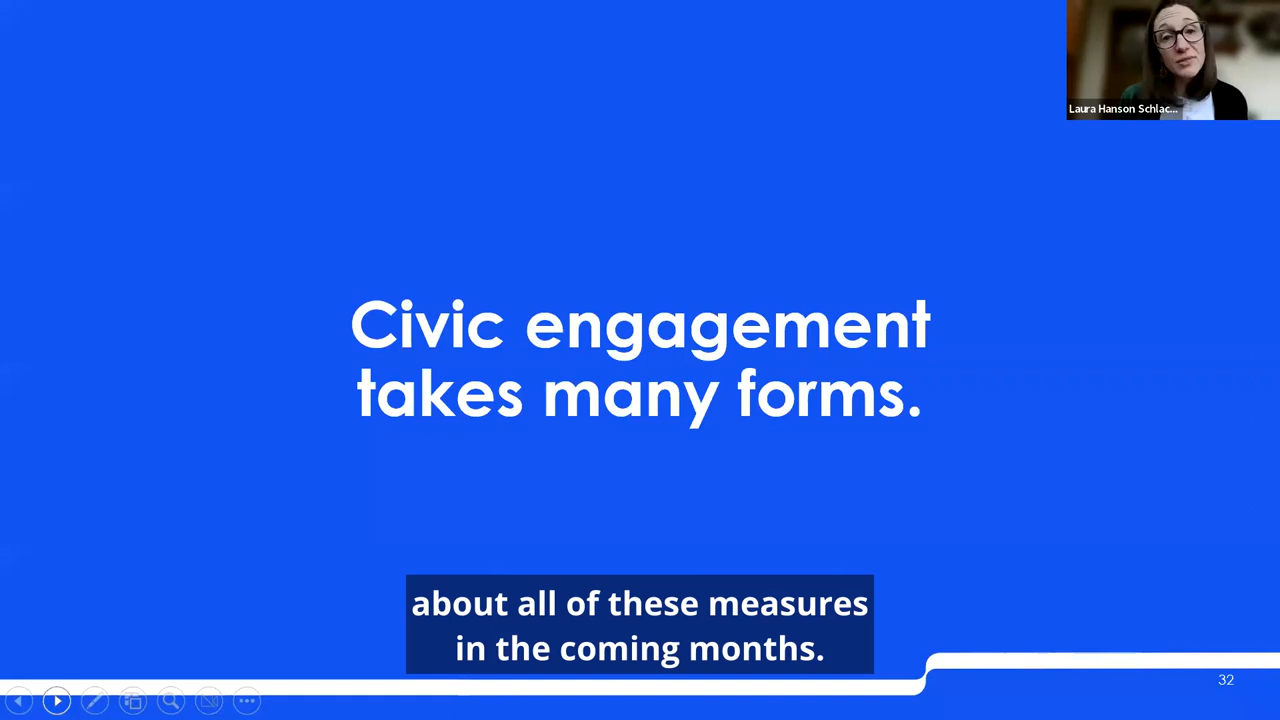 Laura Hanson Schlac...
Civic engagement
takes many forms.
about all of these measures
in the coming months.
32